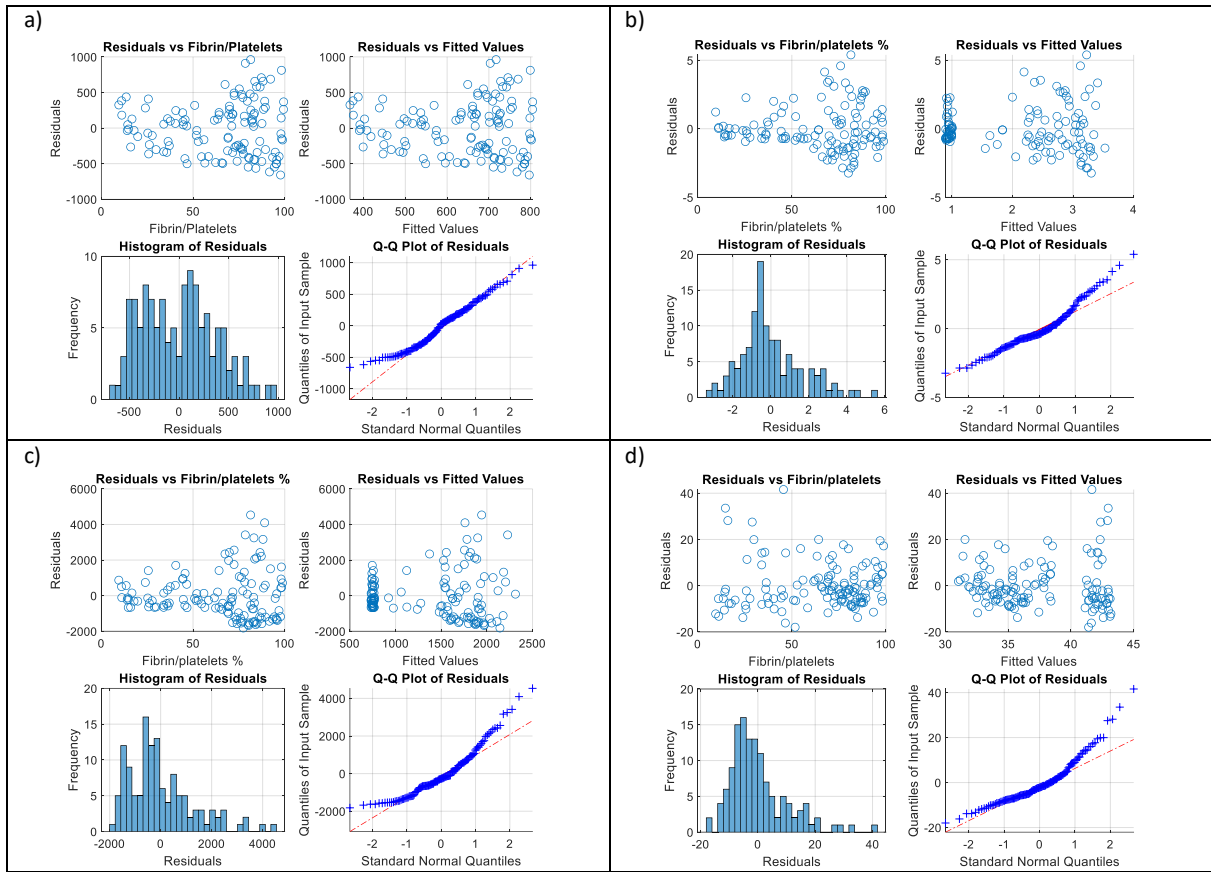 a)
Residuals vs Fibrin/Platelets
Residuals
1000
500
0
-500
-1000
0
50
100
Fibrin/Platelets
Residuals vs Fitted Values
Residuals
1000
500
0
-500
-1000
400
500
600
700
800
Fitted Values
Histogram of Residuals
Frequency
10
5
0
-500
0
500
1000
Residuals
Q-Q Plot of Residuals
Quantiles of Input Sample
1000
500
0
-500
-1000
-2
-1
0
1
2
Standard Normal Quantiles
b)
Residuals vs Fibrin/platelets %
Residuals
5
0
-5
0
50
100
Fibrin/platelets %
Residuals vs Fitted Values
Residuals
5
0
-5
1
2
3
4
Fitted Values
Histogram of Residuals
Frequency
20
15
10
5
0
-2
0
2
4
6
Residuals
Q-Q Plot of Residuals
Quantiles of Input Sample
5
0
-5
-2
-1
0
1
2
Standard Normal Quantiles
c)
Residuals vs Fibrin/platelets %
Residuals
6000
4000
2000
0
-2000
0
50
100
Fibrin/platelets %
Residuals vs Fitted Values
Residuals
6000
4000
2000
0
-2000
500
1000
1500
2000
2500
Fitted Values
Histogram of Residuals
Frequency
20
15
10
5
0
-2000
0
2000
4000
Residuals
Q-Q Plot of Residuals
Quantiles of Input Sample
4000
2000
0
-2000
-2
-1
0
1
2
Standard Normal Quantiles
d)
Residuals vs Fibrin/platelets
Residuals
40
20
0
-20
0
50
100
Fibrin/platelets
Residuals vs Fitted Values
Residuals
40
20
0
-20
30
35
40
45
Fitted Values
Histogram of Residuals
Frequency
20
15
10
5
0
-20
0
20
40
Residuals
Q-Q Plot of Residuals
Quantiles of Input Sample
40
20
0
-20
-2
-1
0
1
2
Standard Normal Quantiles